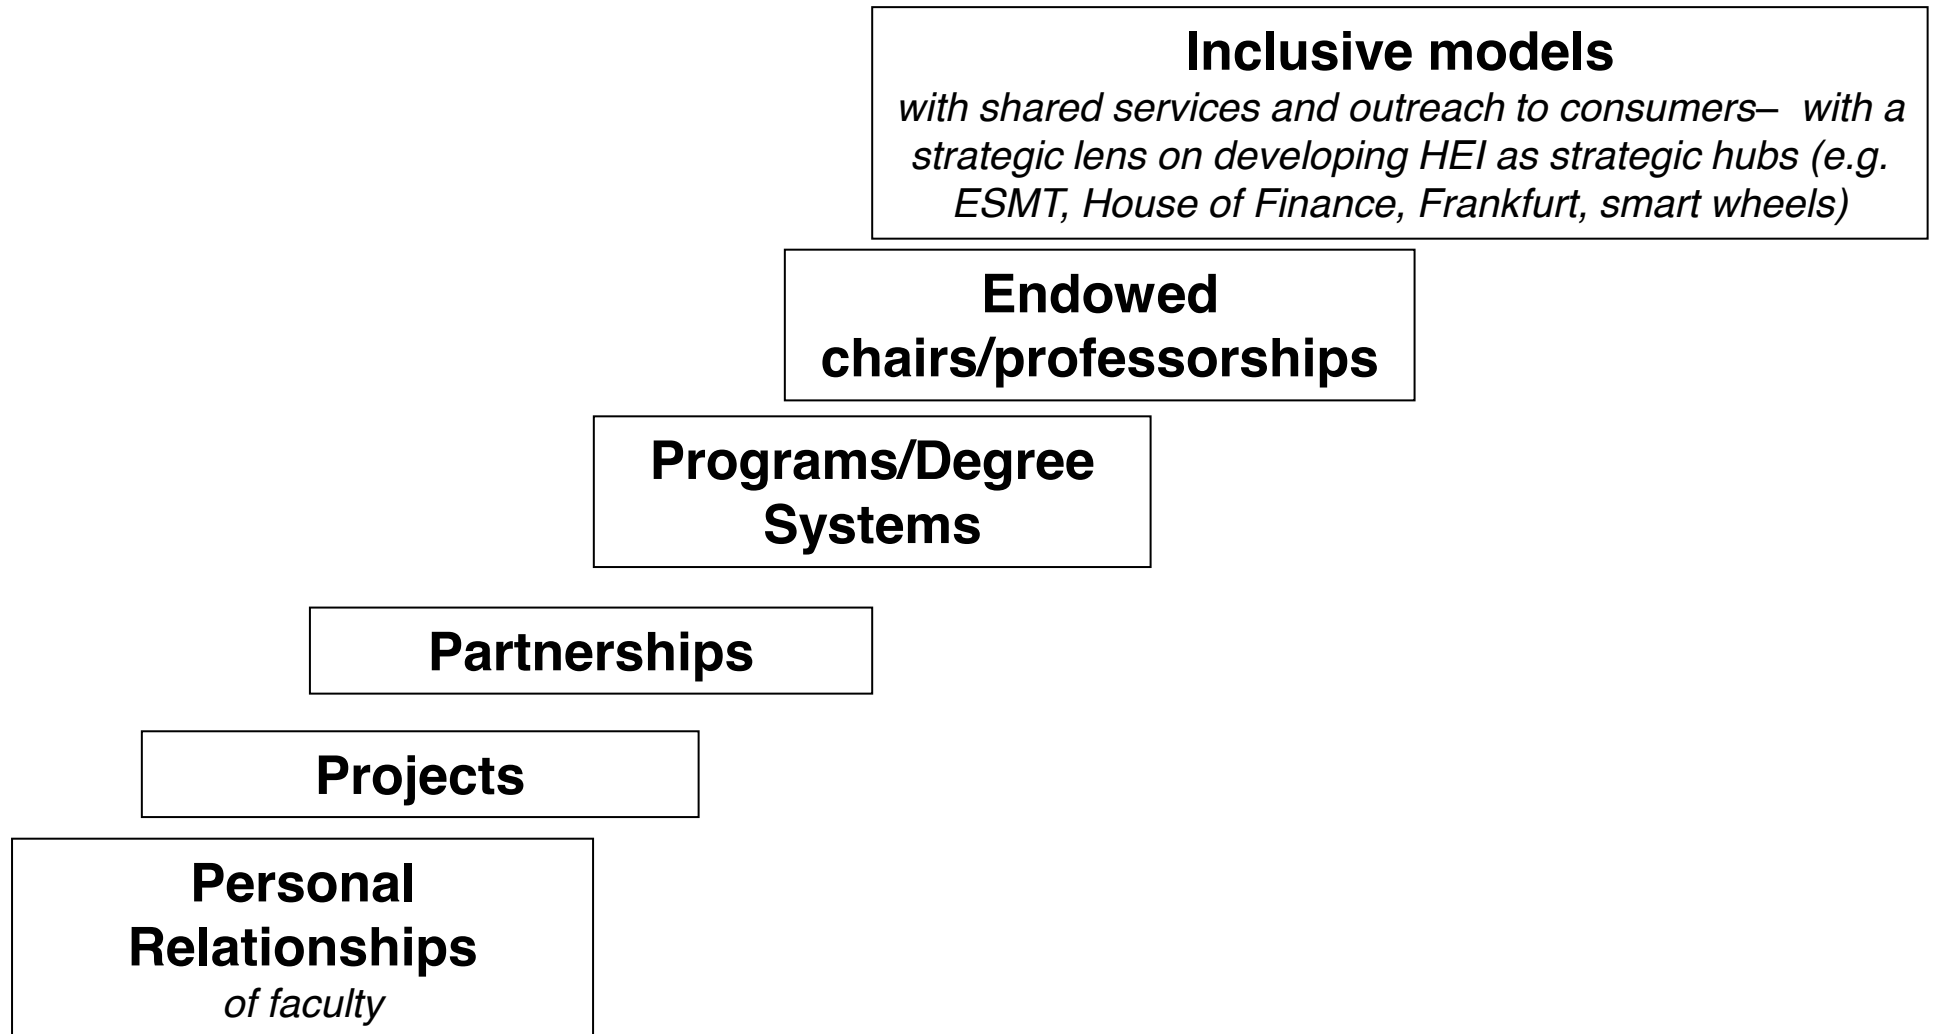 Inclusive models
with shared services and outreach to consumers–  with a
strategic lens on developing HEI as strategic hubs (e.g.
ESMT, House of Finance, Frankfurt, smart wheels)
Endowed
chairs/professorships
Programs/Degree
Systems
Partnerships
Projects
Personal
Relationships
of faculty